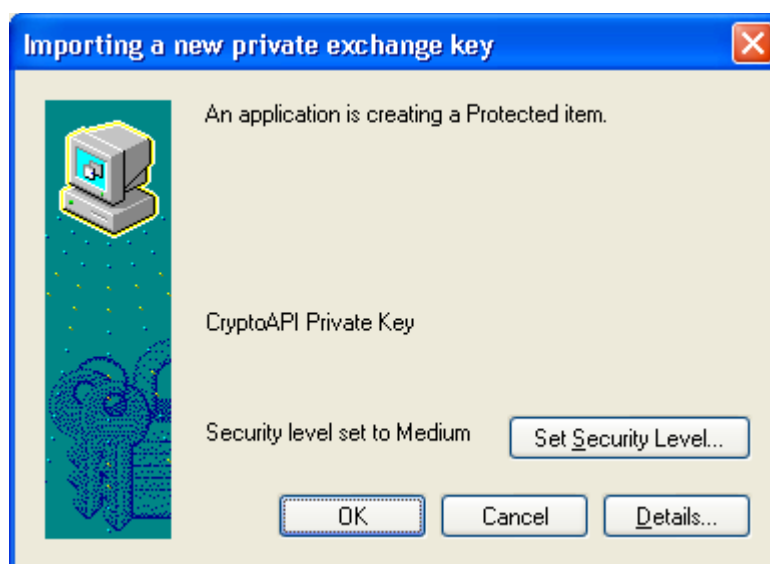 Importing a new private exchange key
An application is creating a Protected item.
CryptoAPI Private Key
Security level set to Medium
Set Security Level...
OK
Cancel
Details...